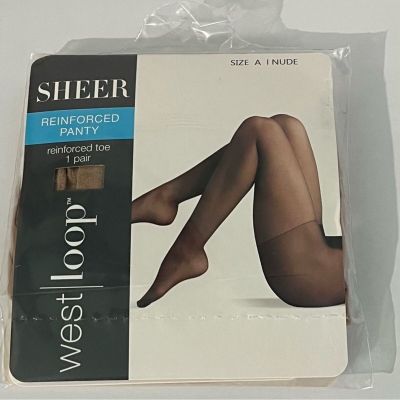 SHEER
SIZE A | NUDE
REINFORCED
PANTY
reinforced toe
1 pair
west|loop™